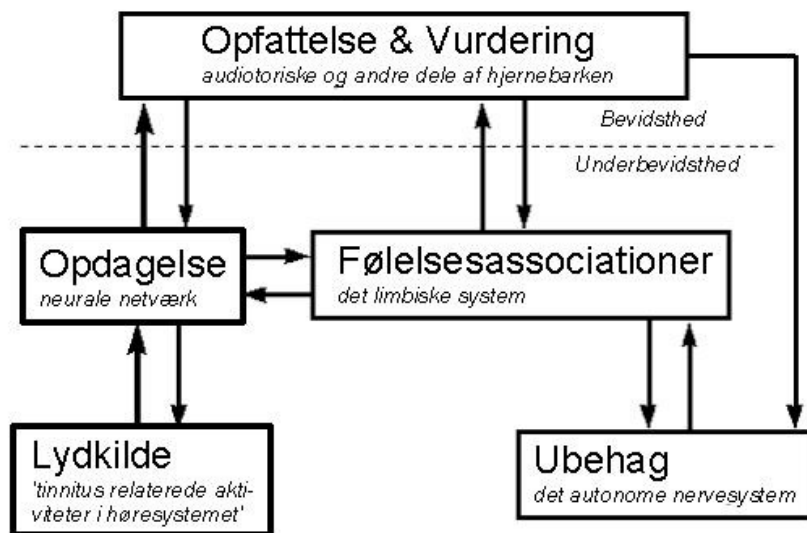 Opfattelse & Vurdering
audiotoriske og andre dele af hjernebarken
Bevidsthed
Underbevidsthed
Opdagelse
neurale netværk
Følelsesassociationer
det limbiske system
Lydkilde
'tinnitus relaterede akti-
viteter i høresystemet'
Ubehag
det autonome nervesystem